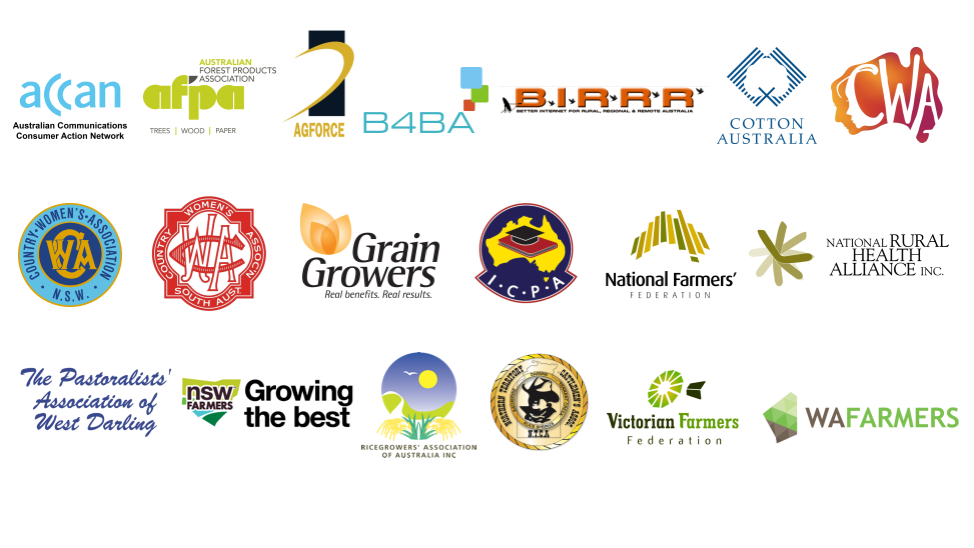 accan
Australian Communications
Consumer Action Network
afpa
AUSTRALIAN
FOREST PRODUCTS
ASSOCIATION
TREES | WOOD | PAPER
AGFORCE
B4BA
B.I.R.R.R
BETTER INTERNET FOR RURAL, REGIONAL & REMOTE AUSTRALIA
COTTON
AUSTRALIA
CWA
COUNTRY·WOMEN'S·ASSOCIATION
CWA
· N.S.W. ·
WOMEN'S
COUNTRY
ASSOC'N
CWA
SOUTH AUST.
Grain
Growers
Real benefits. Real results.
I·C·P·A
National Farmers'
FEDERATION
NATIONAL RURAL
HEALTH
ALLIANCE INC.
The Pastoralists'
Association of
West Darling
nsw
FARMERS
Growing
the best
RICEGROWERS' ASSOCIATION
OF AUSTRALIA INC
NORTHERN TERRITORY
CATTLEMEN'S ASSOC.
NTCA
Victorian Farmers
Federation
WAFARMERS